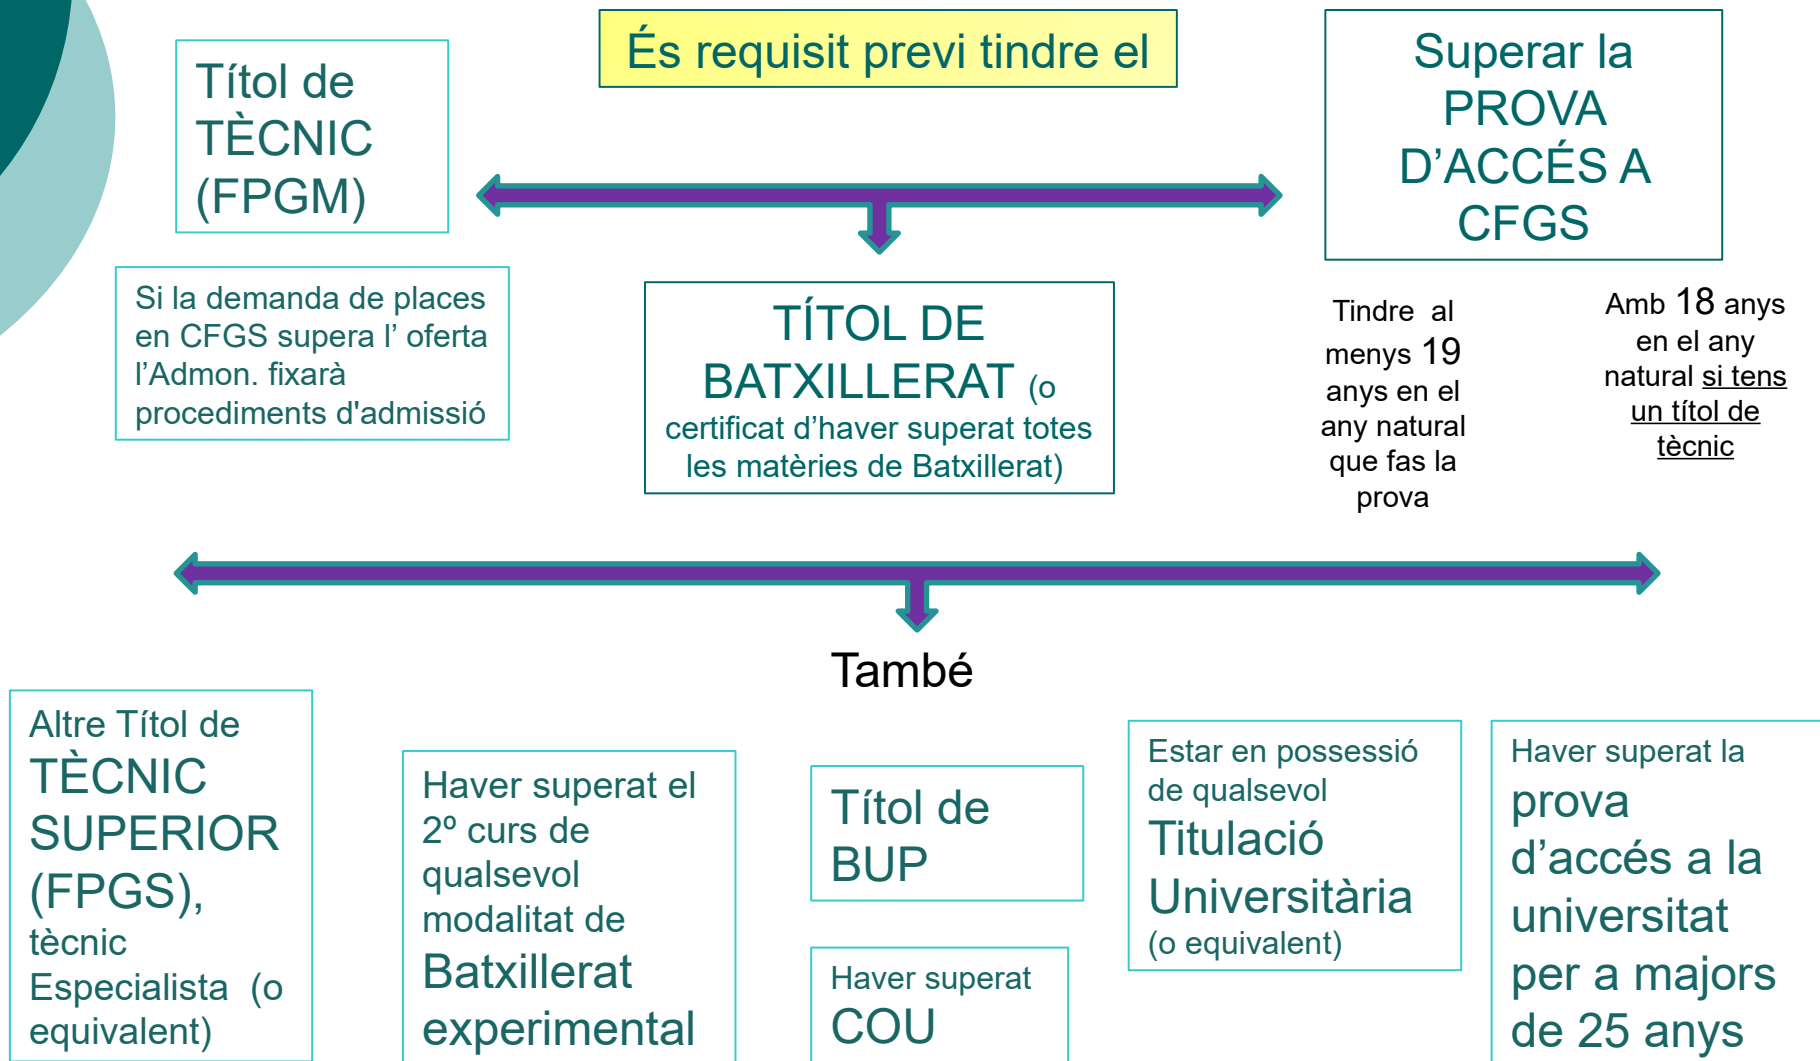 És requisit previ tindre el
Títol de
TÈCNIC
(FPGM)
Superar la
PROVA
D’ACCÉS A
CFGS
Si la demanda de places
en CFGS supera l’ oferta
l’Admon. fixarà
procediments d'admissió
TÍTOL DE
BATXILLERAT (o
certificat d’haver superat totes
les matèries de Batxillerat)
Tindre al
menys 19
anys en el
any natural
que fas la
prova
Amb 18 anys
en el any
natural si tens
un títol de
tècnic
També
Altre Títol de
TÈCNIC
SUPERIOR
(FPGS),
tècnic
Especialista (o
equivalent)
Haver superat el
2º curs de
qualsevol
modalitat de
Batxillerat
experimental
Títol de
BUP
Haver superat
COU
Estar en possessió
de qualsevol
Titulació
Universitària
(o equivalent)
Haver superat la
prova
d’accés a la
universitat
per a majors
de 25 anys